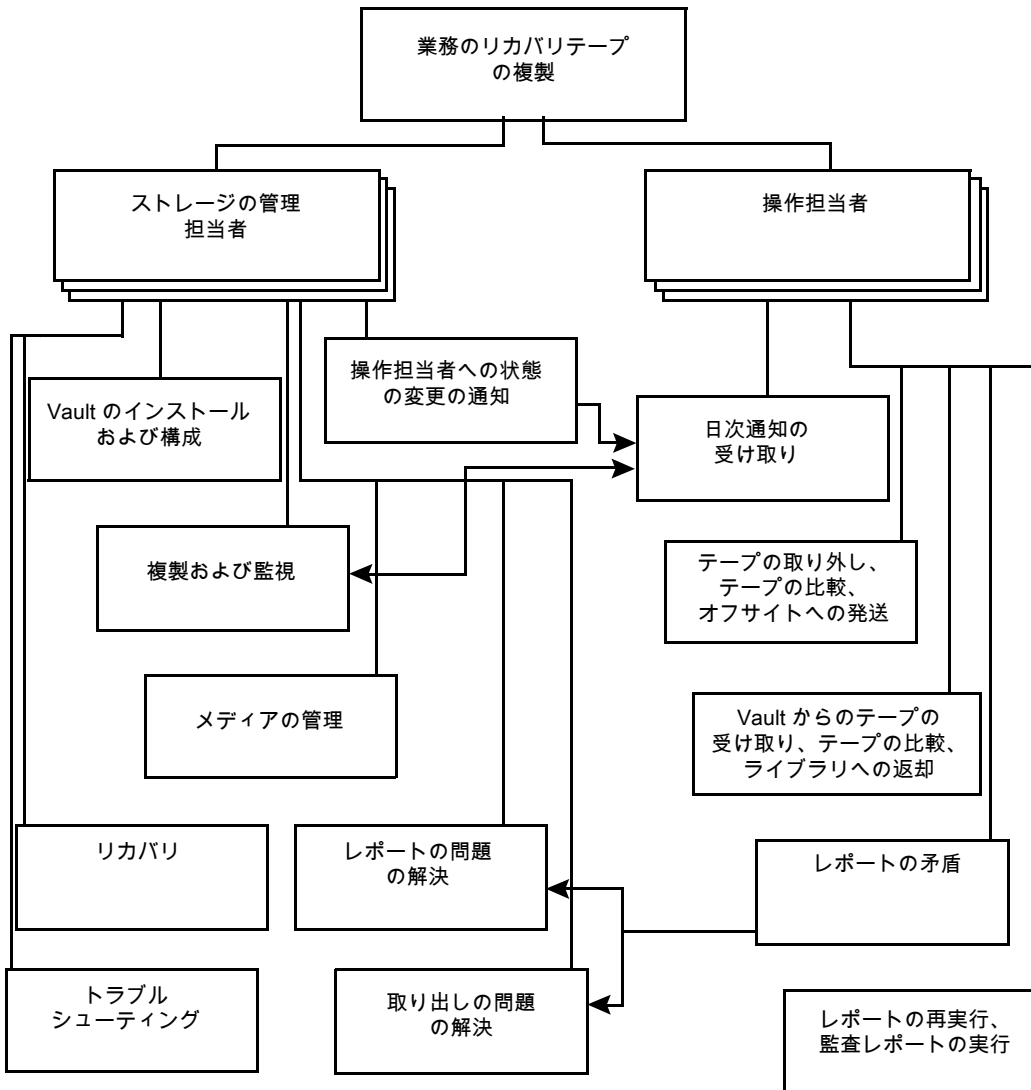 業務のリカバリテープ
の複製
ストレージの管理
担当者
操作担当者
操作担当者への状態
の変更の通知
Vault のインストール
および構成
日次通知の
受け取り
複製および監視
テープの取り外し、
テープの比較、
オフサイトへの発送
メディアの管理
Vault からのテープの
受け取り、テープの比較、
ライブラリへの返却
リカバリ
レポートの問題
の解決
レポートの矛盾
トラブル
シューティング
取り出しの問題
の解決
レポートの再実行、
監査レポートの実行